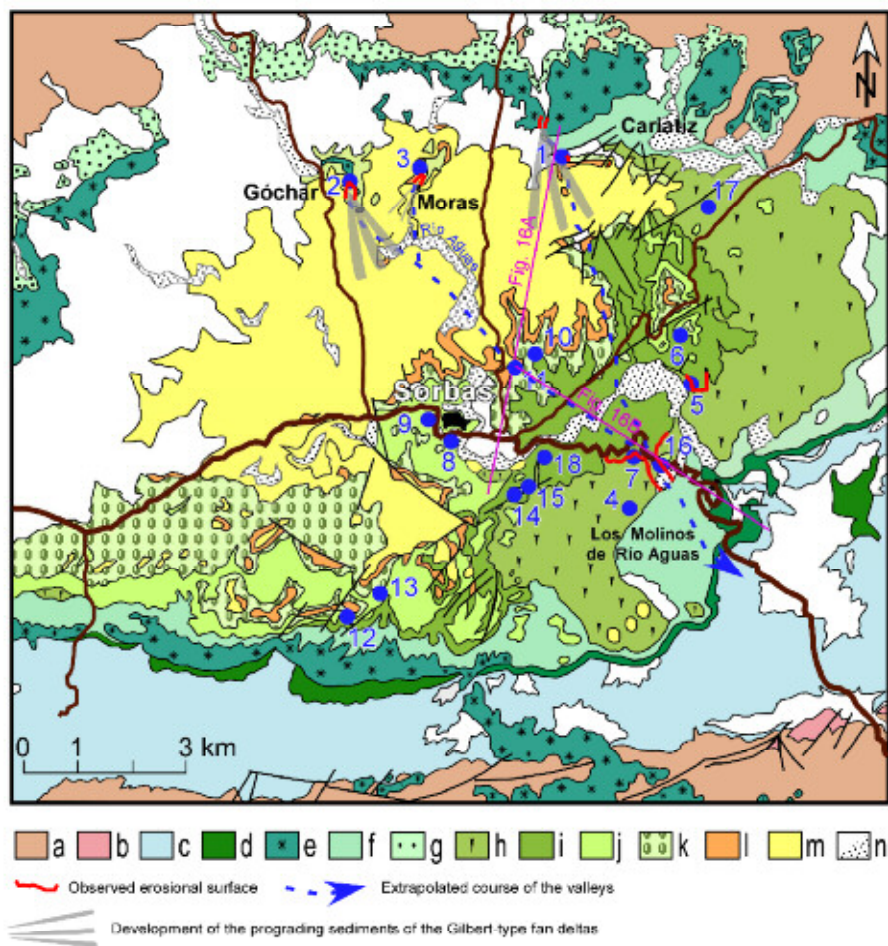 N
Carlatiz
1
3
2
17
Góchar
Moras
Río Aguas
Fig. 16A
10
6
11
Sorbas
5
Fig. 16B
9
16
8
18
7
15
14
4
Los Molinos
de Río Aguas
13
12
0 1 3 km
a b c d e f g h i j k l m n
Observed erosional surface Extrapolated course of the valleys
Development of the prograding sediments of the Gilbert-type fan deltas